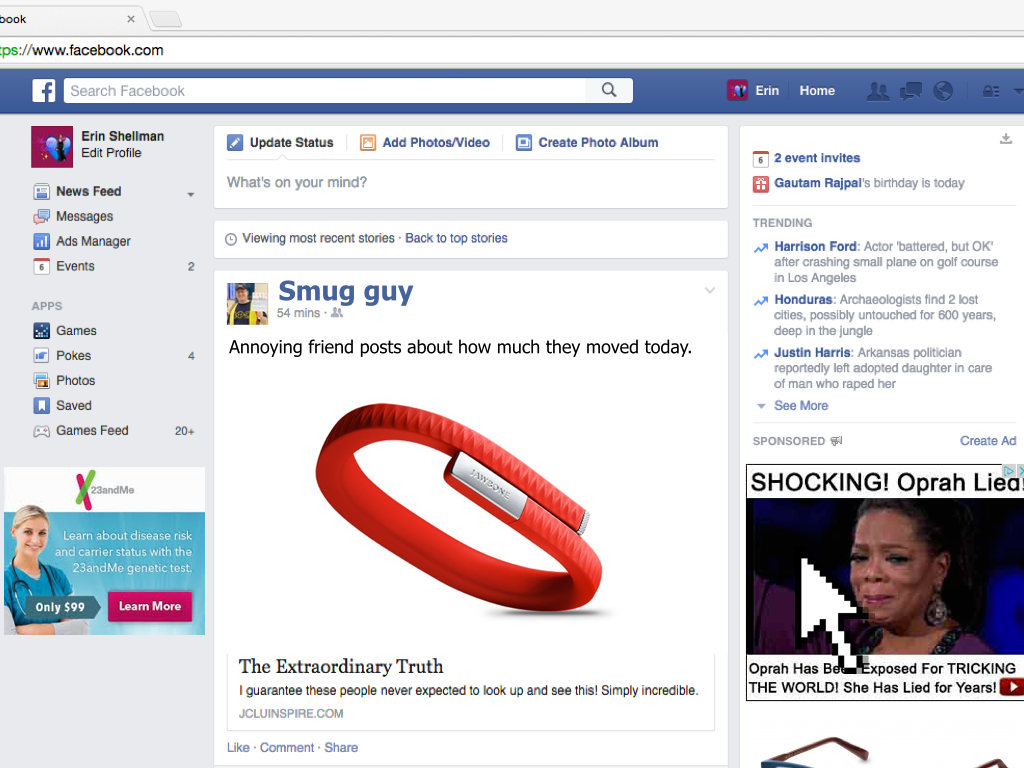 book
tps://www.facebook.com
Search Facebook
Erin
Home
Erin Shellman
Edit Profile
News Feed
Messages
Ads Manager
6 Events 2
APPS
Games
Pokes 4
Photos
Saved
Games Feed 20+
23andMe
Learn about disease risk
and carrier status with the
23andMe genetic test.
Only $99
Learn More
Update Status
Add Photos/Video
Create Photo Album
What's on your mind?
Viewing most recent stories · Back to top stories
Smug guy
54 mins ·
Annoying friend posts about how much they moved today.
JAWBONE
The Extraordinary Truth
I guarantee these people never expected to look up and see this! Simply incredible.
JCLUINSPIRE.COM
Like · Comment · Share
6 2 event invites
Gautam Rajpal's birthday is today
TRENDING
Harrison Ford: Actor 'battered, but OK'
after crashing small plane on golf course
in Los Angeles
Honduras: Archaeologists find 2 lost
cities, possibly untouched for 600 years,
deep in the jungle
Justin Harris: Arkansas politician
reportedly left adopted daughter in care
of man who raped her
See More
SPONSORED
Create Ad
SHOCKING! Oprah Lied!
Oprah Has Been Exposed For TRICKING
THE WORLD! She Has Lied for Years!